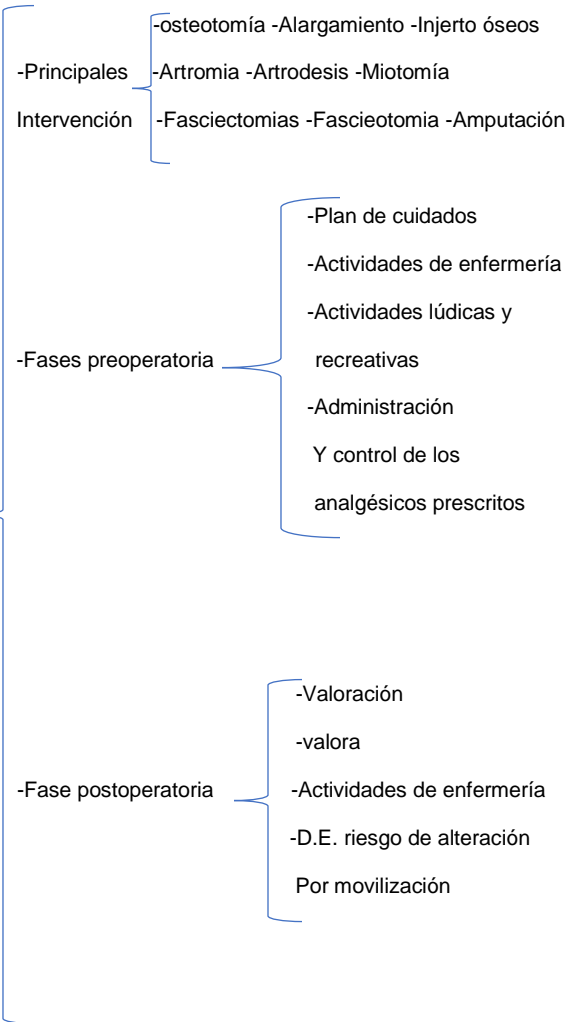 -osteotomía -Alargamiento -Injerto óseos
-Principales -Artromia -Artrodesis -Miotomía
Intervención -Fasciectomias -Fascieotomia -Amputación
-Plan de cuidados
-Actividades de enfermería
-Actividades lúdicas y
-Fases preoperatoria recreativas
-Administración
Y control de los
analgésicos prescritos
-Valoración
-valora
-Fase postoperatoria -Actividades de enfermería
-D.E. riesgo de alteración
Por movilización